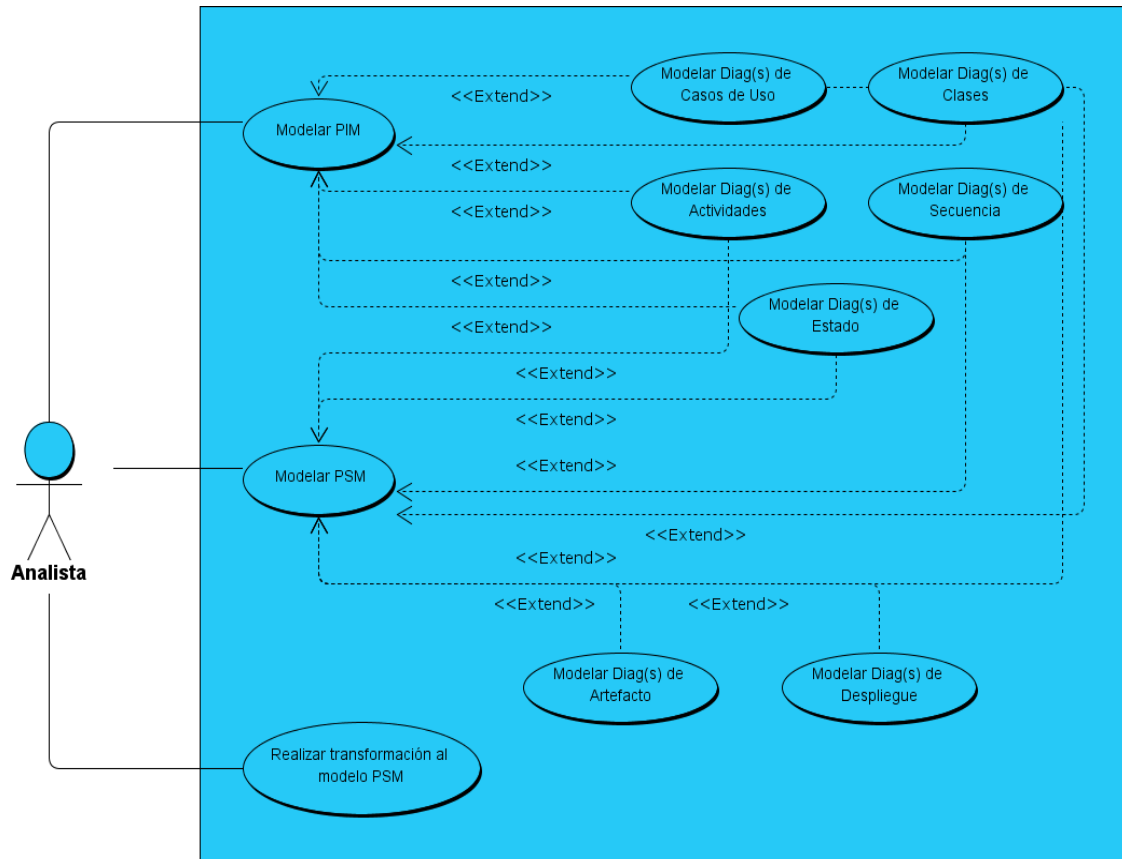 Modelar Diag(s) de
Casos de Uso
Modelar Diag(s) de
Clases
<<Extend>>
Modelar PIM
<<Extend>>
Modelar Diag(s) de
Actividades
Modelar Diag(s) de
Secuencia
<<Extend>>
<<Extend>>
Modelar Diag(s) de
Estado
<<Extend>>
<<Extend>>
<<Extend>>
Modelar PSM
<<Extend>>
<<Extend>>
<<Extend>>
Analista
<<Extend>>
<<Extend>>
Modelar Diag(s) de
Artefacto
Modelar Diag(s) de
Despliegue
Realizar transformación al
modelo PSM